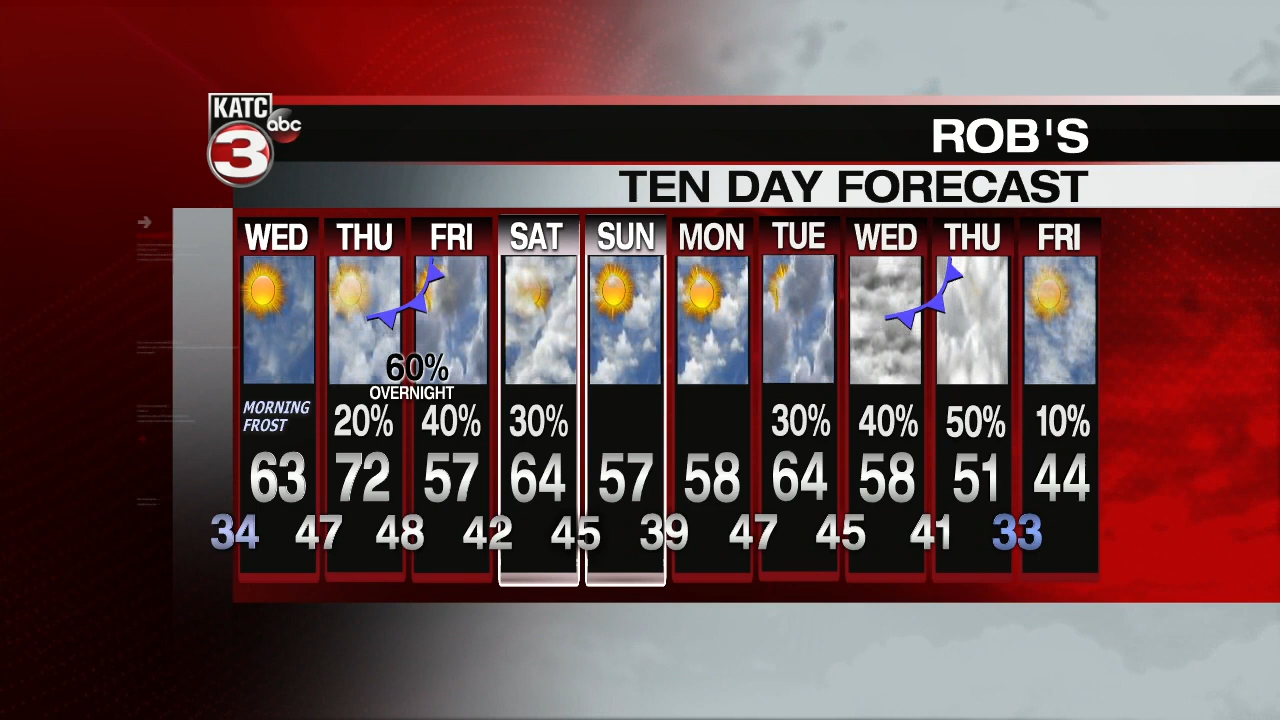 KATC
abc
3
ROB'S
TEN DAY FORECAST
WED THU FRI SAT SUN MON TUE WED THU FRI
60%
OVERNIGHT
MORNING
FROST
20% 40% 30% 30% 40% 50% 10%
63 72 57 64 57 58 64 58 51 44
34 47 48 42 45 39 47 45 41 33